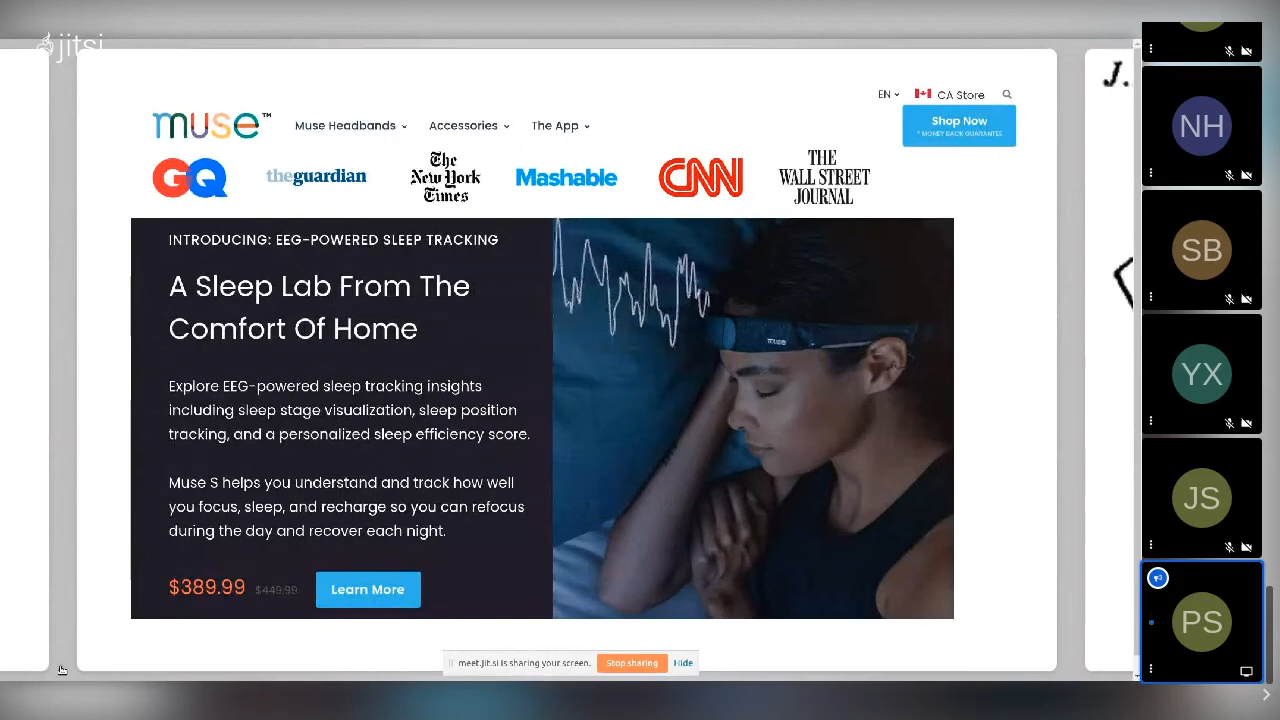 jitsi
EN
CA Store
muse™
Muse Headbands
Accessories
The App
Shop Now
* MONEY BACK GUARANTEE
GQ
theguardian
The
New York
Times
Mashable
CNN
THE
WALL STREET
JOURNAL
INTRODUCING: EEG-POWERED SLEEP TRACKING
A Sleep Lab From The
Comfort Of Home
Explore EEG-powered sleep tracking insights
including sleep stage visualization, sleep position
tracking, and a personalized sleep efficiency score.
Muse S helps you understand and track how well
you focus, sleep, and recharge so you can refocus
during the day and recover each night.
$389.99 $449.99
Learn More
muse
meet.jit.si is sharing your screen.
Stop sharing
Hide
J.
NH
SB
YX
JS
PS